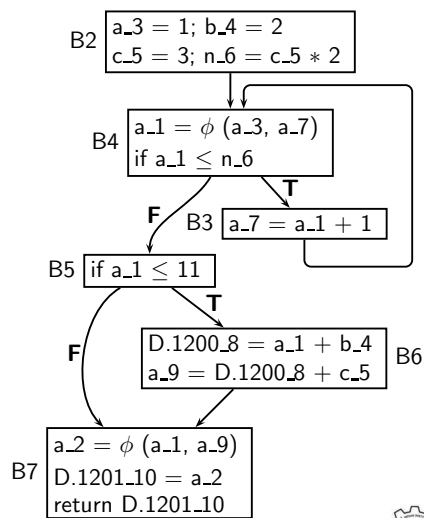 B2
a_3 = 1; b_4 = 2
c_5 = 3; n_6 = c_5 * 2
B4
a_1 = ϕ (a_3, a_7)
if a_1 ≤ n_6
F
T
B3
a_7 = a_1 + 1
B5
if a_1 ≤ 11
F
T
D.1200_8 = a_1 + b_4
a_9 = D.1200_8 + c_5
B6
B7
a_2 = ϕ (a_1, a_9)
D.1201_10 = a_2
return D.1201_10